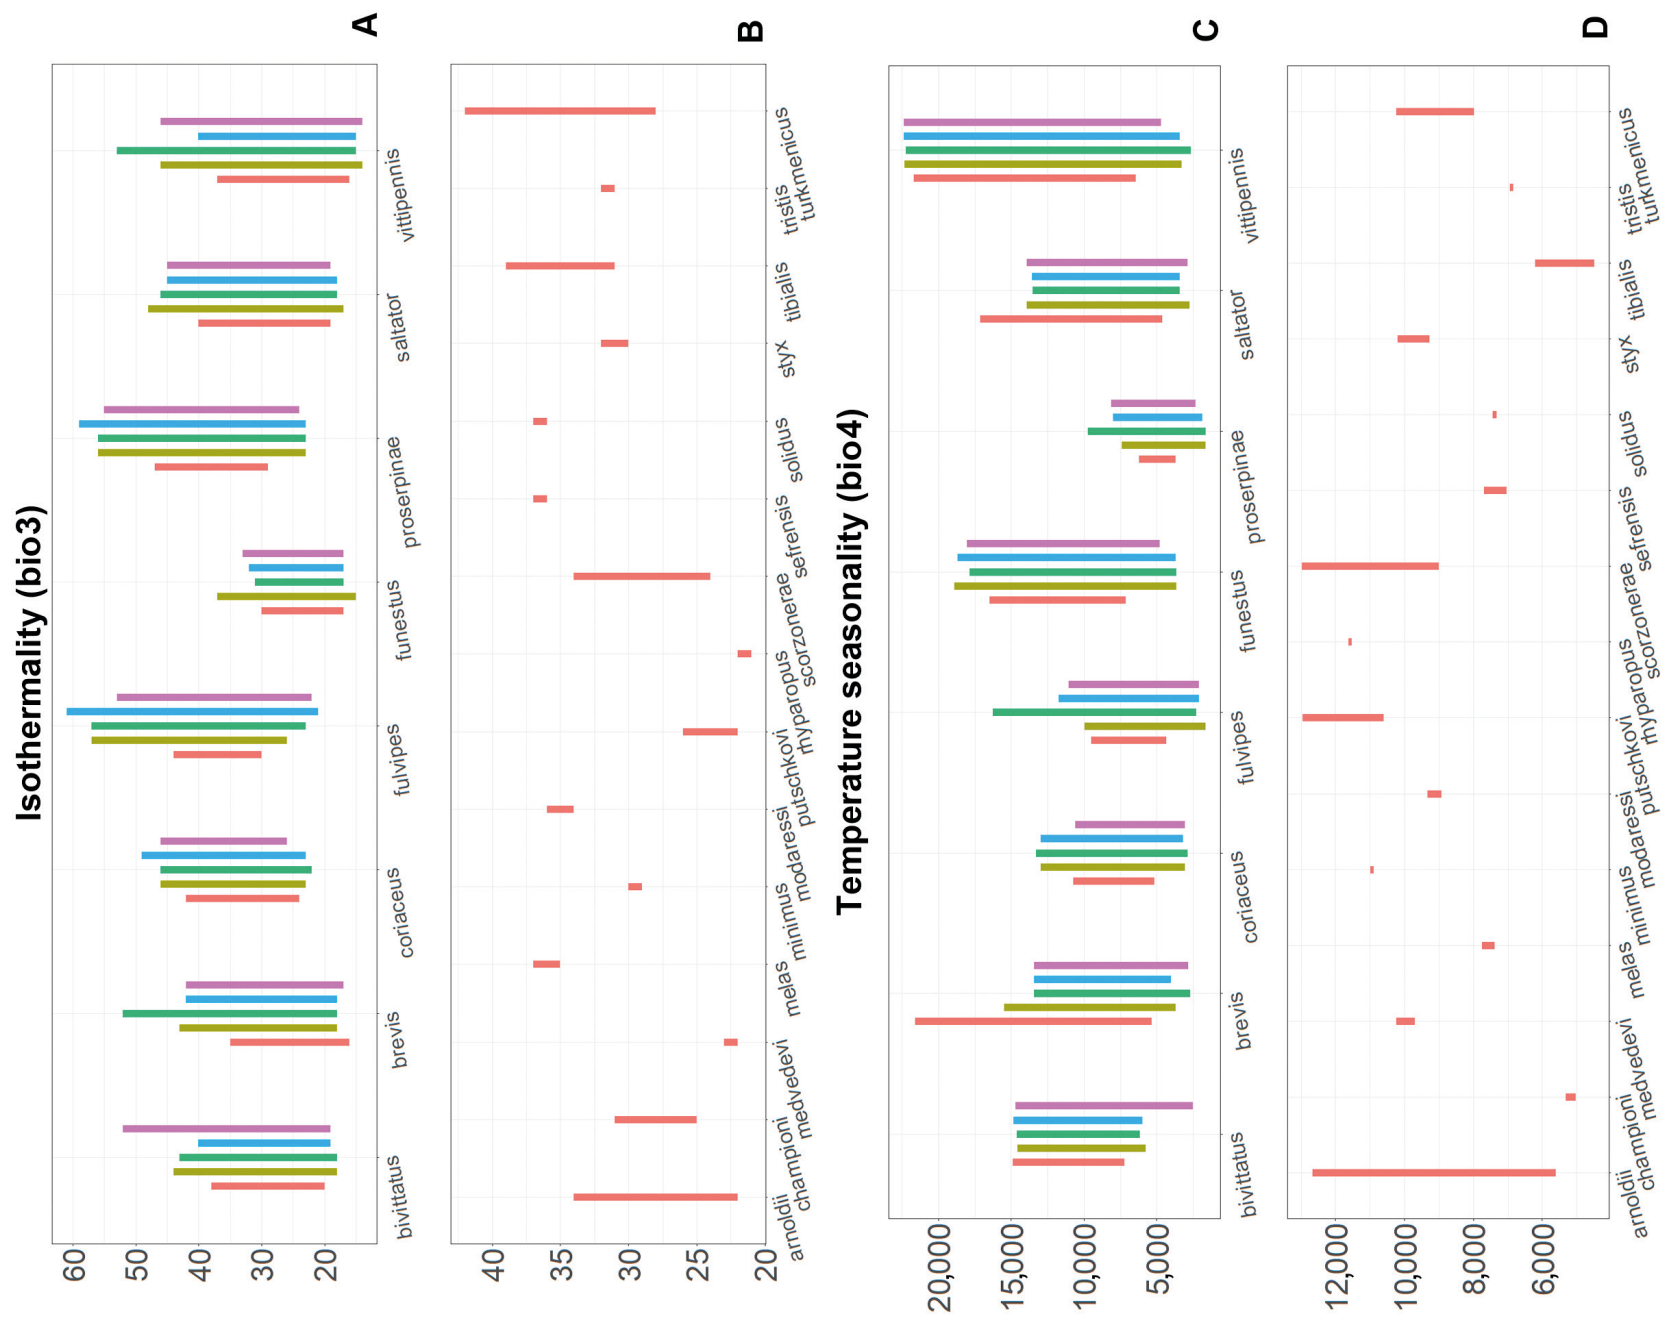 Isothermality (bio3)
A
60
50
40
30
20
bivittatus
brevis
coriaceus
fulvipes
funestus
proserpinae
saltator
vittipennis
B
40
35
30
25
20
arnoldii
championi
medvedevi
melas
minimus
modaressi
putschkovi
rhyparopus
scorzonerae
sefrensis
solidus
styx
tibialis
tristis
turkmenicus
Temperature seasonality (bio4)
C
20,000
15,000
10,000
5,000
bivittatus
brevis
coriaceus
fulvipes
funestus
proserpinae
saltator
vittipennis
D
12,000
10,000
8,000
6,000
arnoldii
championi
medvedevi
melas
minimus
modaressi
putschkovi
rhyparopus
scorzonerae
sefrensis
solidus
styx
tibialis
tristis
turkmenicus